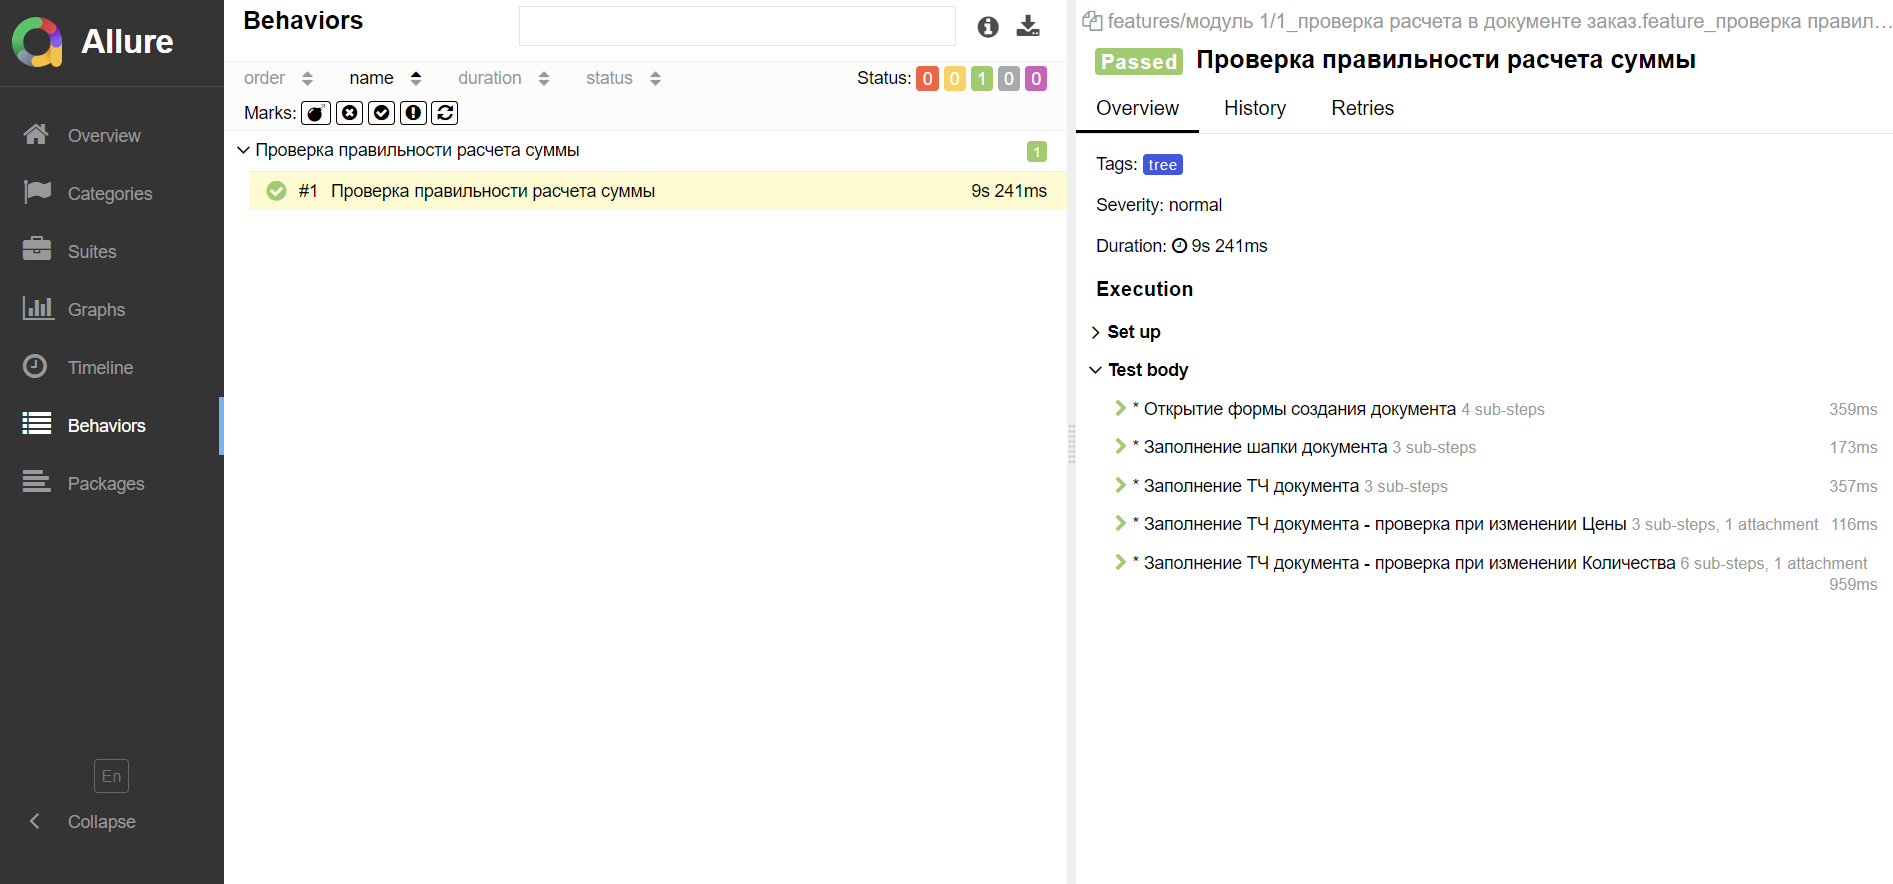 Allure
Overview
Categories
Suites
Graphs
Timeline
Behaviors
Packages
En
Collapse
Behaviors
order name duration status Status: 0 0 1 0 0
Marks:
Проверка правильности расчета суммы 1
#1 Проверка правильности расчета суммы 9s 241ms
features/модуль 1/1_проверка расчета в документе заказ.feature_проверка правил...
Passed Проверка правильности расчета суммы
Overview History Retries
Tags: tree
Severity: normal
Duration: 9s 241ms
Execution
Set up
Test body
* Открытие формы создания документа 4 sub-steps 359ms
* Заполнение шапки документа 3 sub-steps 173ms
* Заполнение ТЧ документа 3 sub-steps 357ms
* Заполнение ТЧ документа - проверка при изменении Цены 3 sub-steps, 1 attachment 116ms
* Заполнение ТЧ документа - проверка при изменении Количества 6 sub-steps, 1 attachment
959ms